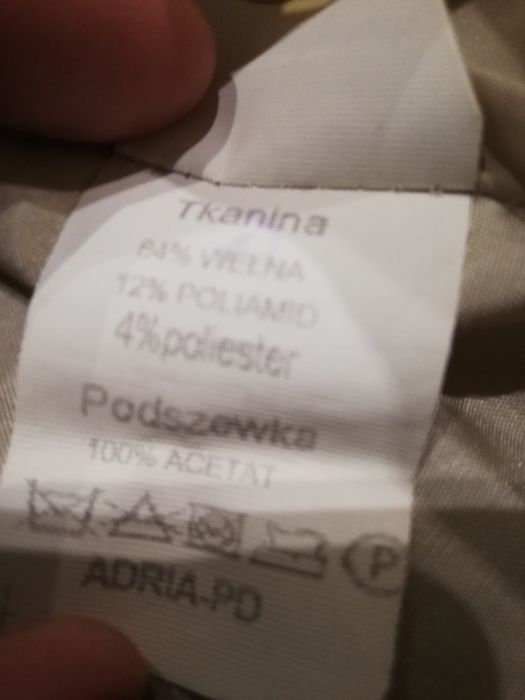 Tkanina
84% WEŁNA
12% POLIAMID
4%poliester
Podszewka
100% ACETAT
P
ADRIA-PD